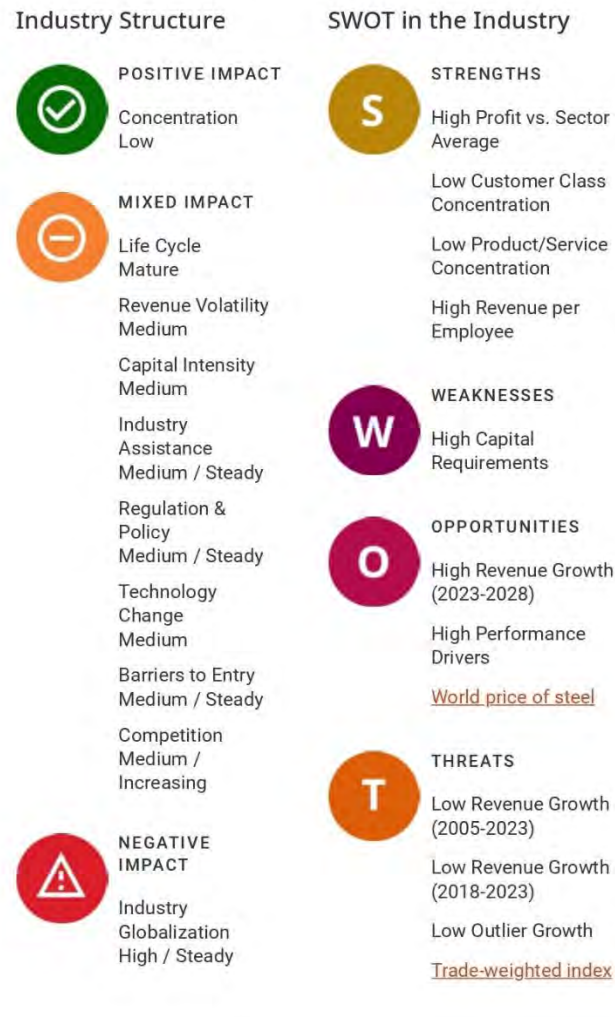 Industry Structure
POSITIVE IMPACT
Concentration
Low
MIXED IMPACT
Life Cycle
Mature
Revenue Volatility
Medium
Capital Intensity
Medium
Industry
Assistance
Medium / Steady
Regulation &
Policy
Medium / Steady
Technology
Change
Medium
Barriers to Entry
Medium / Steady
Competition
Medium /
Increasing
NEGATIVE
IMPACT
Industry
Globalization
High / Steady
SWOT in the Industry
S
STRENGTHS
High Profit vs. Sector
Average
Low Customer Class
Concentration
Low Product/Service
Concentration
High Revenue per
Employee
W
WEAKNESSES
High Capital
Requirements
O
OPPORTUNITIES
High Revenue Growth
(2023-2028)
High Performance
Drivers
World price of steel
T
THREATS
Low Revenue Growth
(2005-2023)
Low Revenue Growth
(2018-2023)
Low Outlier Growth
Trade-weighted index